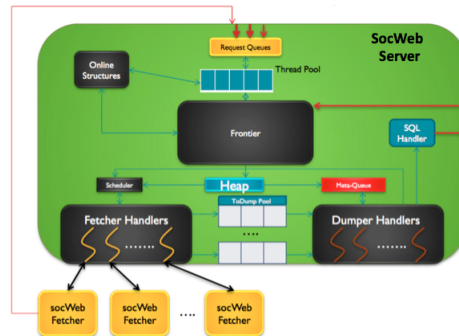 SocWeb
Server
Request Queues
Online
Structures
Thread Pool
Frontier
SQL
Handler
Scheduler
Heap
Meta-Queue
ToDump Pool
Fetcher Handlers
.......
....
Dumper Handlers
.......
socWeb
Fetcher
socWeb
Fetcher
....
socWeb
Fetcher